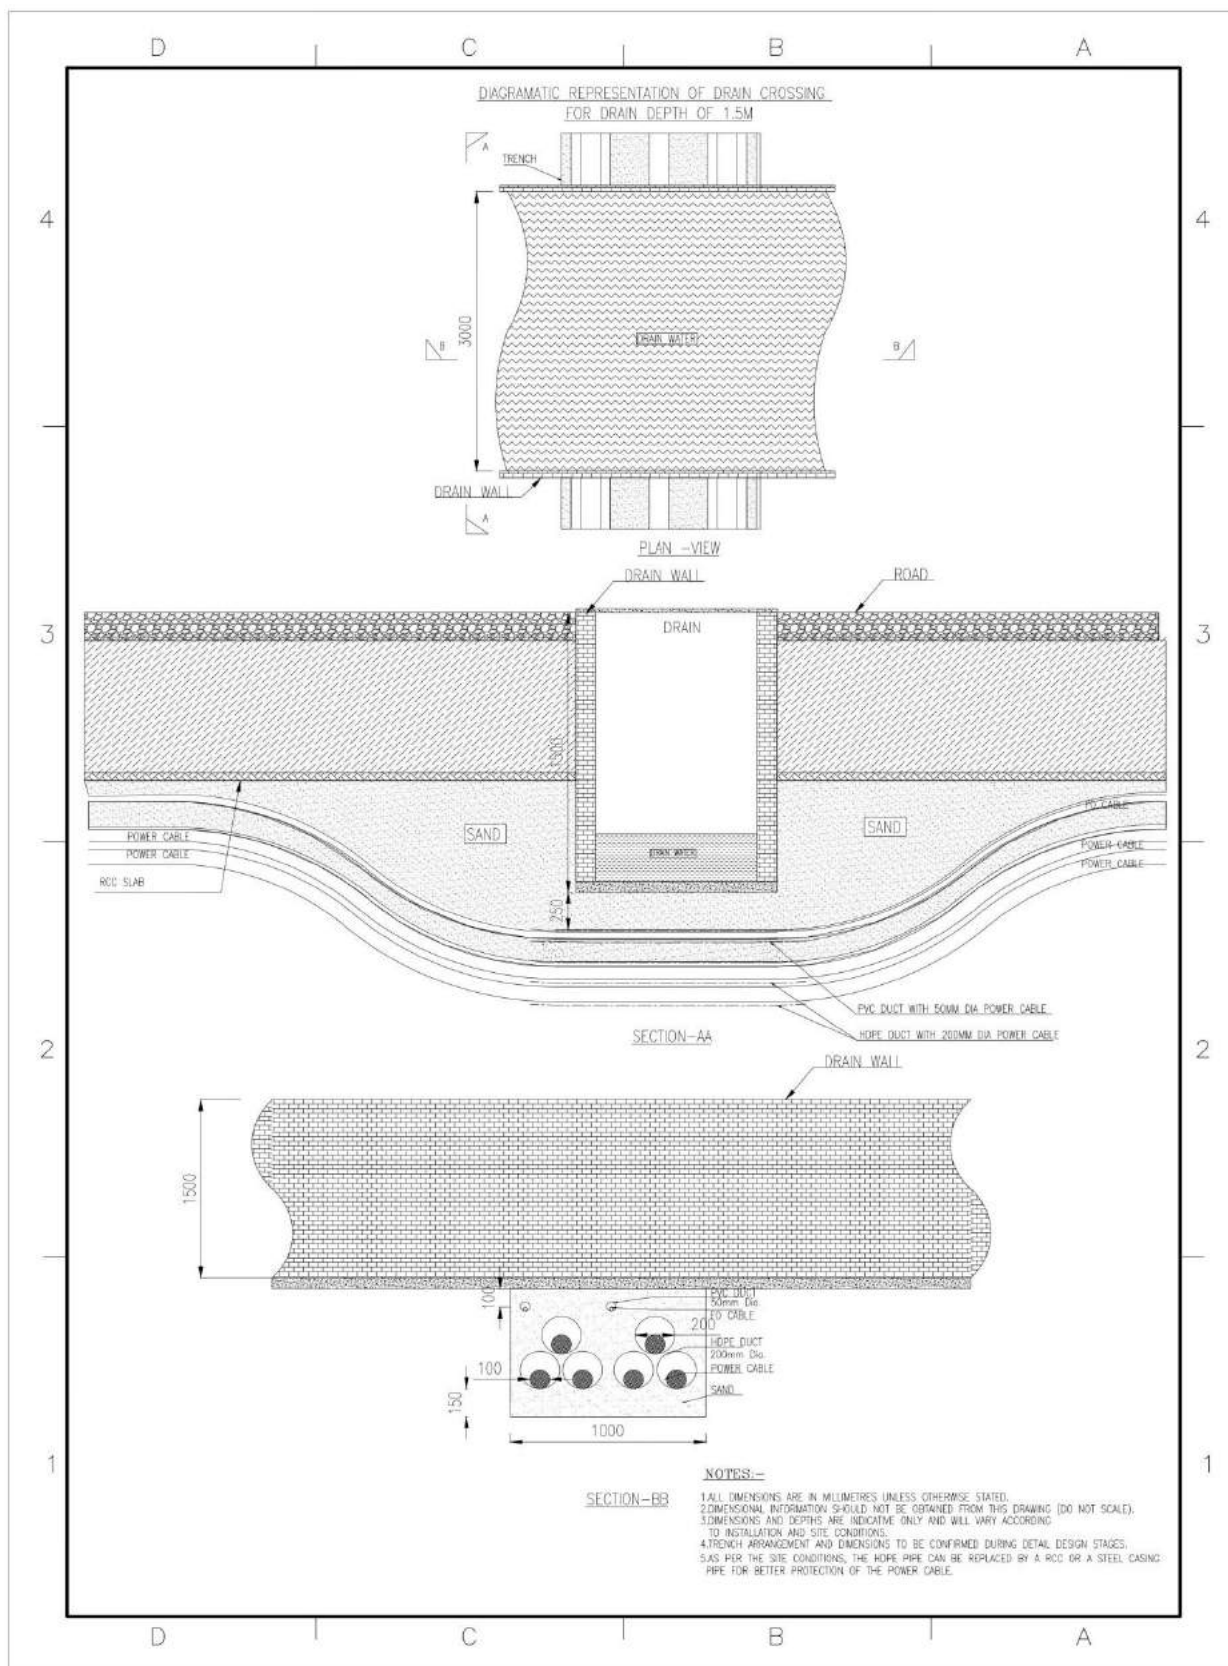 D C B A
DIAGRAMATIC REPRESENTATION OF DRAIN CROSSING
FOR DRAIN DEPTH OF 1.5M
A
TRENCH
4 4
3000
DRAIN WATER
B B
DRAIN WALL
A
PLAN -VIEW
DRAIN WALL
ROAD
3 3
DRAIN
1500
SAND SAND
FO CABLE
POWER CABLE POWER CABLE
POWER CABLE POWER CABLE
DRAIN WATER
RCC SLAB
250
PVC DUCT WITH 50MM DIA POWER CABLE
SECTION-AA
HDPE DUCT WITH 200MM DIA POWER CABLE
2 2
DRAIN WALL
1500
100
PVC DUCT
50mm Dia.
FO CABLE
200
HDPE DUCT
200mm Dia.
100
POWER CABLE
SAND
150
1000
1 1
SECTION-BB
NOTES:-
1.ALL DIMENSIONS ARE IN MILLIMETRES UNLESS OTHERWISE STATED.
2.DIMENSIONAL INFORMATION SHOULD NOT BE OBTAINED FROM THIS DRAWING (DO NOT SCALE).
3.DIMENSIONS AND DEPTHS ARE INDICATIVE ONLY AND WILL VARY ACCORDING
TO INSTALLATION AND SITE CONDITIONS.
4.TRENCH ARRANGEMENT AND DIMENSIONS TO BE CONFIRMED DURING DETAIL DESIGN STAGES.
5.AS PER THE SITE CONDITIONS, THE HDPE PIPE CAN BE REPLACED BY A RCC OR A STEEL CASING
PIPE FOR BETTER PROTECTION OF THE POWER CABLE.
D C B A